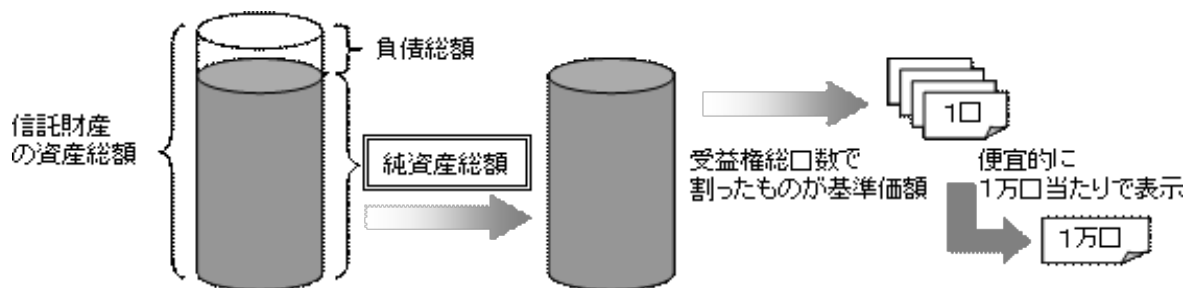 負債総額
信託財産
の資産総額
純資産総額
受益権総口数で
割ったものが基準価額
1口
便宜的に
1万口当たりで表示
1万口